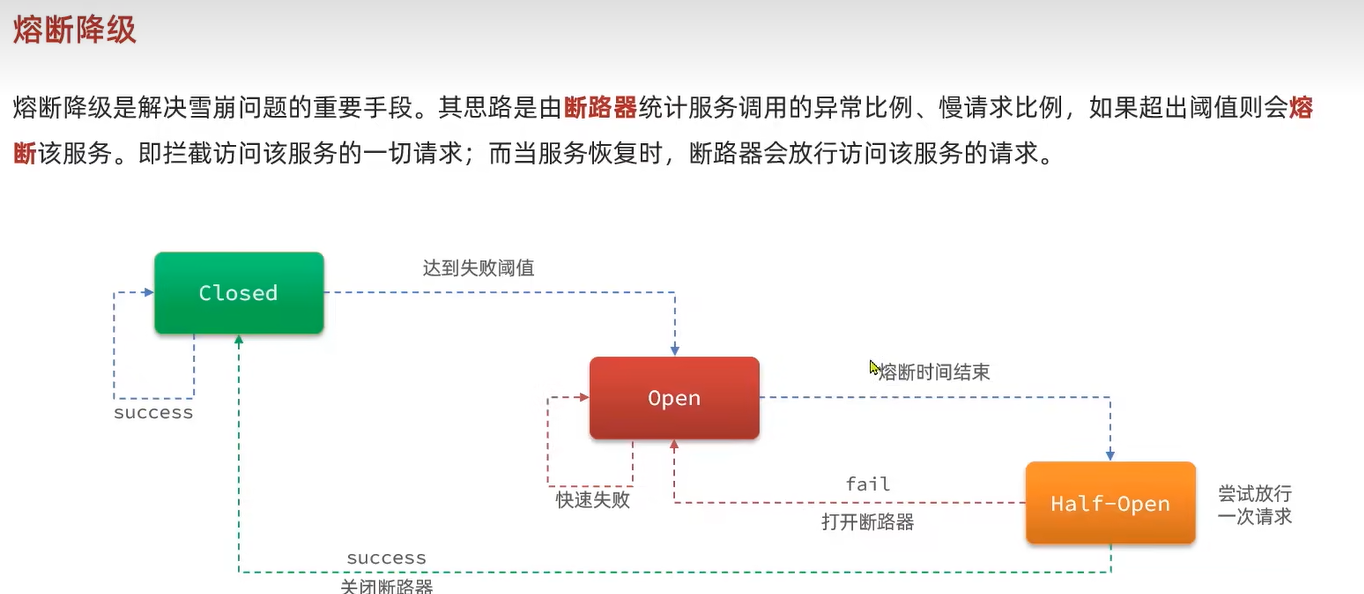 熔断降级
熔断降级是解决雪崩问题的重要手段。其思路是由断路器统计服务调用的异常比例、慢请求比例，如果超出阈值则会熔
断该服务。即拦截访问该服务的一切请求；而当服务恢复时，断路器会放行访问该服务的请求。
达到失败阈值
Closed
熔断时间结束
Open
success
fail
快速失败
打开断路器
Half-Open
尝试放行
一次请求
success
关闭断路器